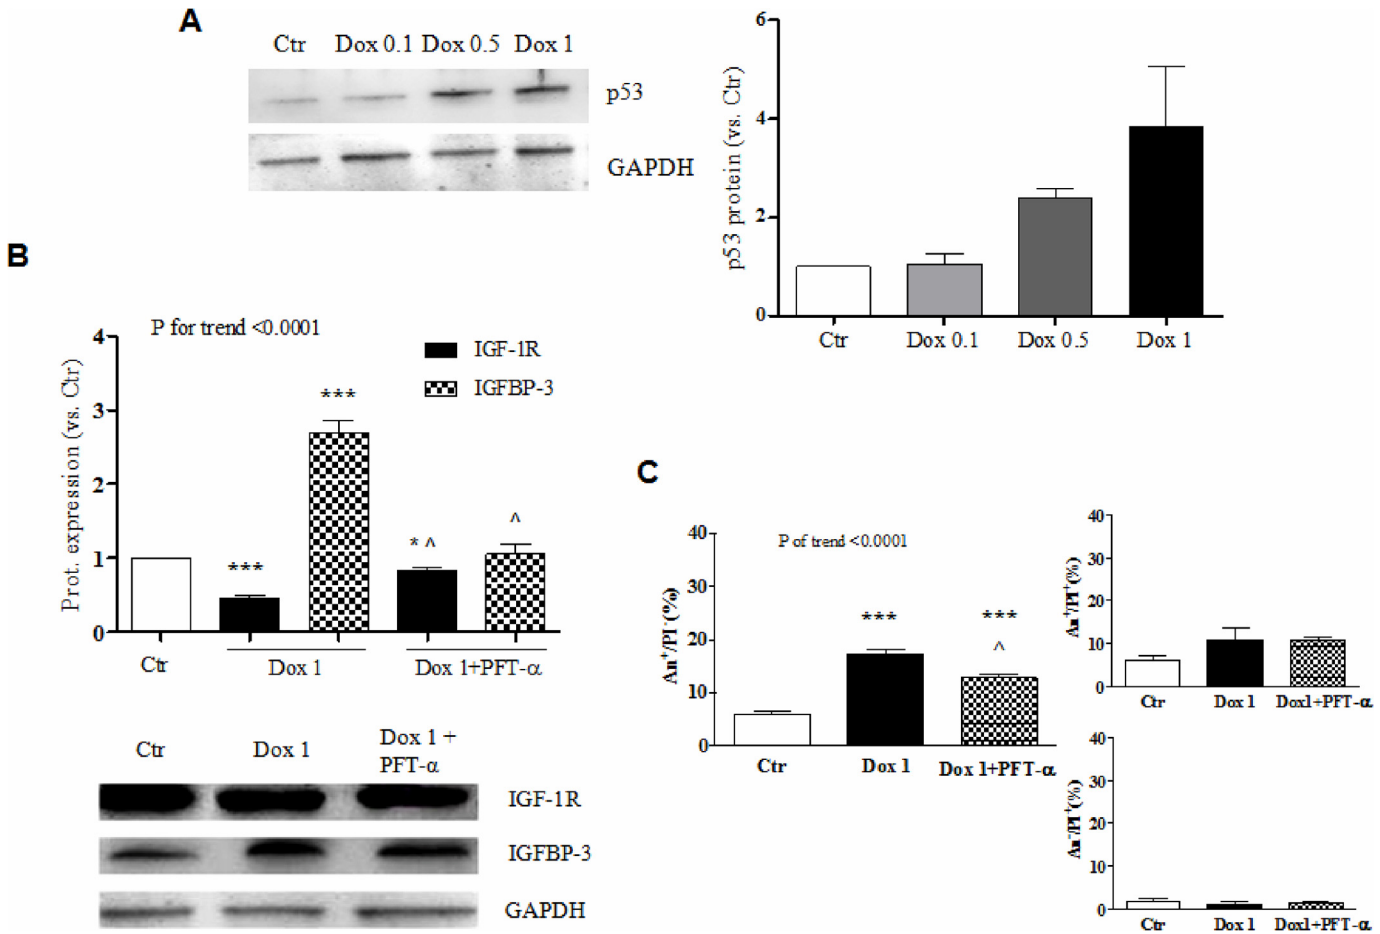 A
Ctr Dox 0.1 Dox 0.5 Dox 1
p53
GAPDH
p53 protein (vs. Ctr)
6
4
2
0
Ctr Dox 0.1 Dox 0.5 Dox 1
B
P for trend <0.0001
IGF-1R
IGFBP-3
Prot. expression (vs. Ctr)
4
3
2
1
0
***
***
* ^
^
Ctr Dox 1 Dox 1+PFT-α
Ctr Dox 1 Dox 1 +
PFT-α
IGF-1R
IGFBP-3
GAPDH
C
P of trend <0.0001
An⁺/PI⁻(%)
40
30
20
10
0
***
***
^
Ctr Dox 1 Dox 1+PFT-α
An⁺/PI⁺(%)
40
30
20
10
0
Ctr Dox 1 Dox1+PFT-α
An⁻/PI⁺(%)
40
30
20
10
0
Ctr Dox 1 Dox1+PFT-α